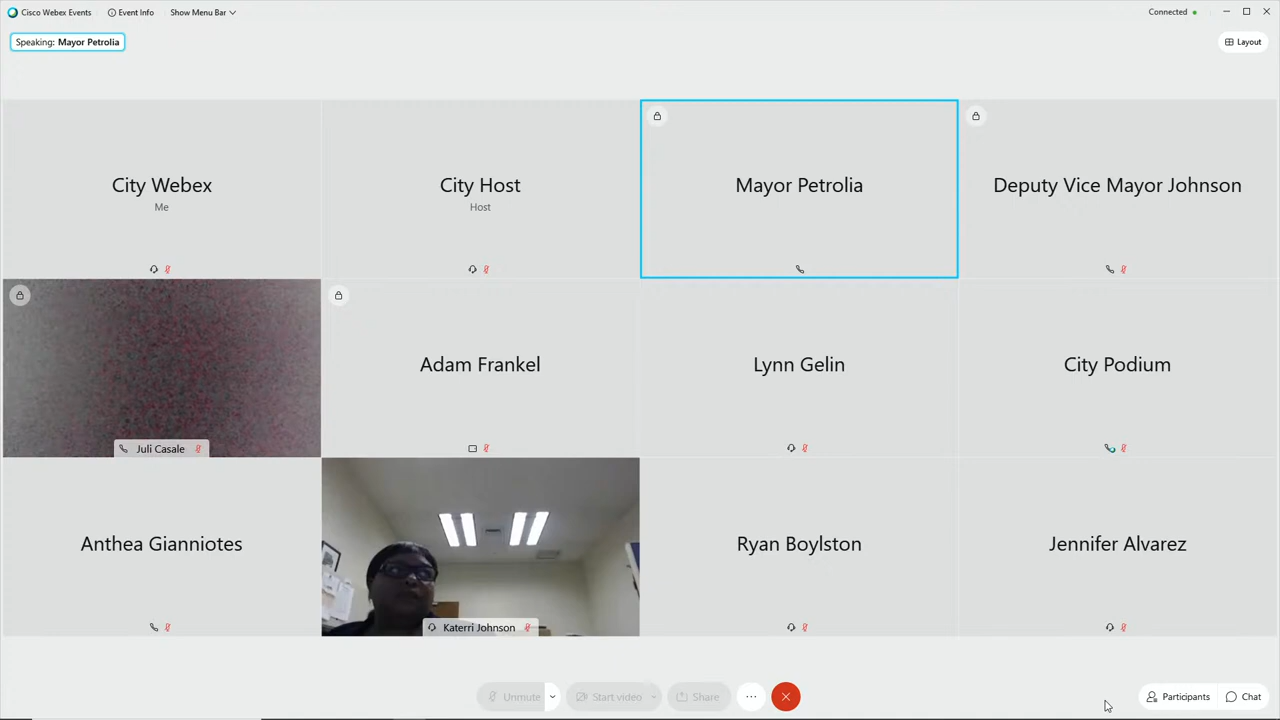 Cisco Webex Events
Event Info
Show Menu Bar
Connected
Speaking: Mayor Petrolia
Layout
City Webex
Me
City Host
Host
Mayor Petrolia
Deputy Vice Mayor Johnson
Juli Casale
Adam Frankel
Lynn Gelin
City Podium
Anthea Gianniotes
Katerri Johnson
Ryan Boylston
Jennifer Alvarez
Unmute
Start video
Share
Participants
Chat